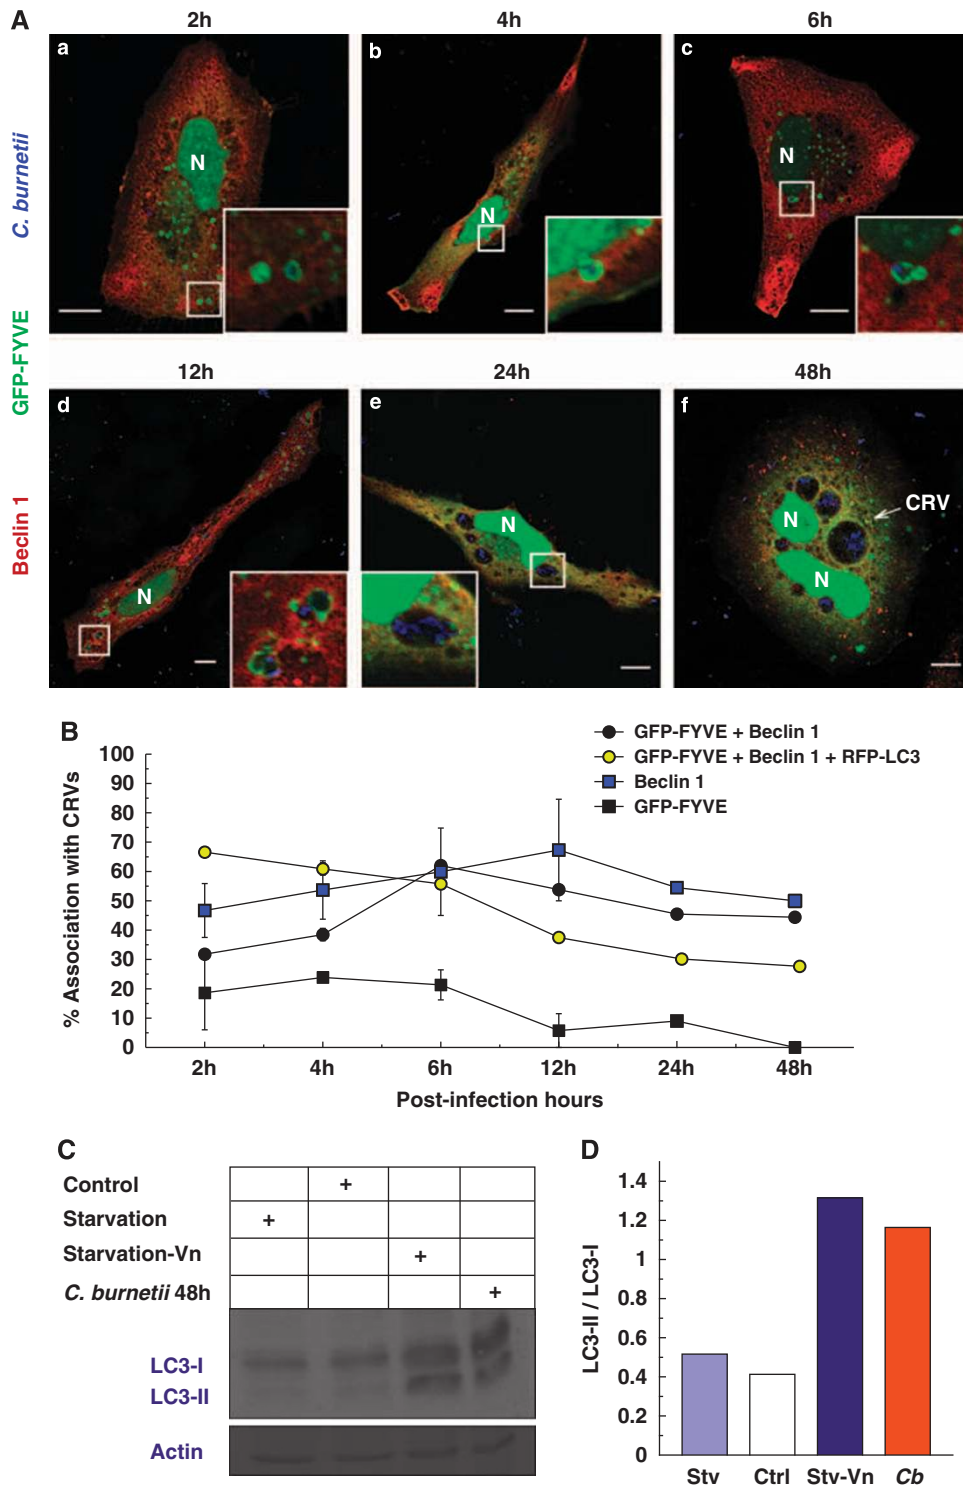 A
2h
4h
6h
C. burnetii
GFP-FYVE
Beclin 1
a
b
c
N
N
N
12h
24h
48h
d
e
f
N
N
N
N
CRV
B
GFP-FYVE + Beclin 1
GFP-FYVE + Beclin 1 + RFP-LC3
Beclin 1
GFP-FYVE
% Association with CRVs
100
90
80
70
60
50
40
30
20
10
0
2h 4h 6h 12h 24h 48h
Post-infection hours
C
Control +
Starvation +
Starvation-Vn +
C. burnetii 48h +
LC3-I
LC3-II
Actin
D
LC3-II / LC3-I
1.4
1.2
1
0.8
0.6
0.4
0.2
0
Stv Ctrl Stv-Vn Cb